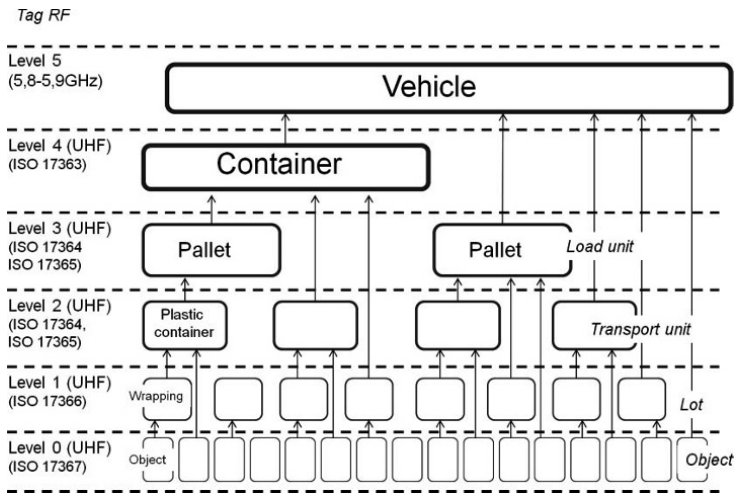 Tag RF
Level 5
(5,8-5,9GHz)
Vehicle
Level 4 (UHF)
(ISO 17363)
Container
Level 3 (UHF)
(ISO 17364
ISO 17365)
Pallet
Pallet
Load unit
Level 2 (UHF)
(ISO 17364,
ISO 17365)
Plastic
container
Transport unit
Level 1 (UHF)
(ISO 17366)
Wrapping
Lot
Level 0 (UHF)
(ISO 17367)
Object
Object